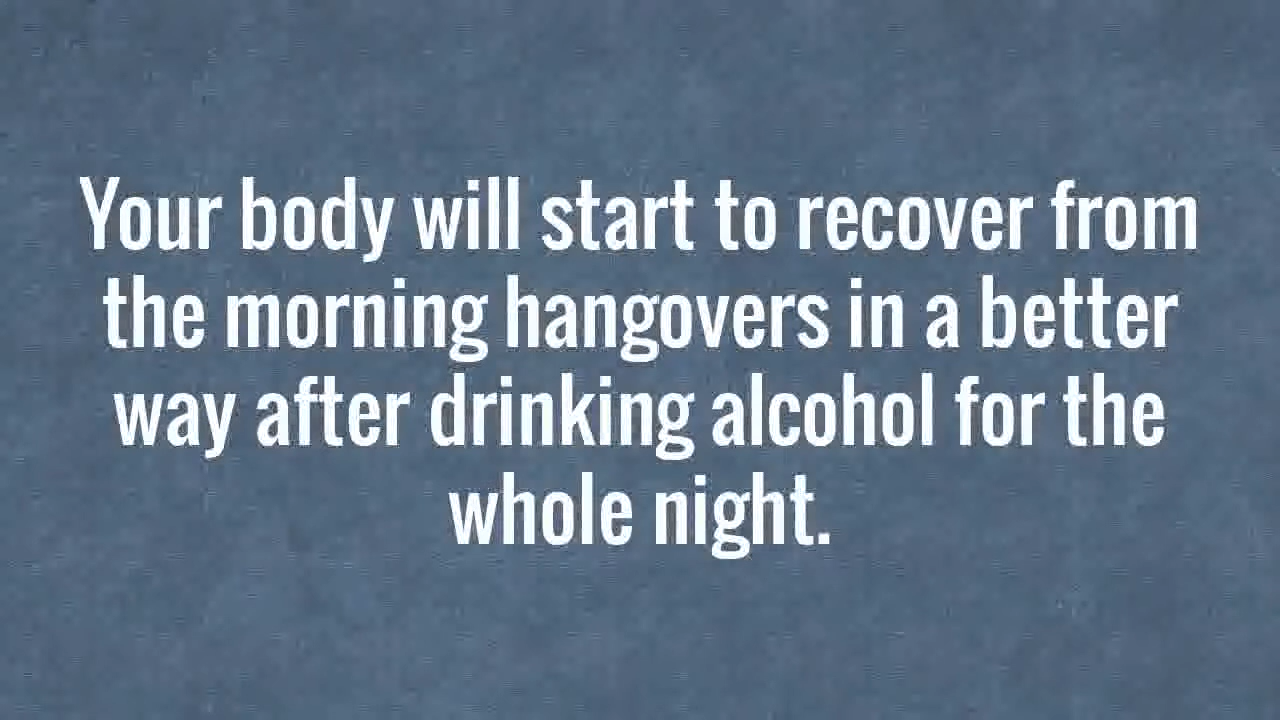 Your body will start to recover from
the morning hangovers in a better
way after drinking alcohol for the
whole night.